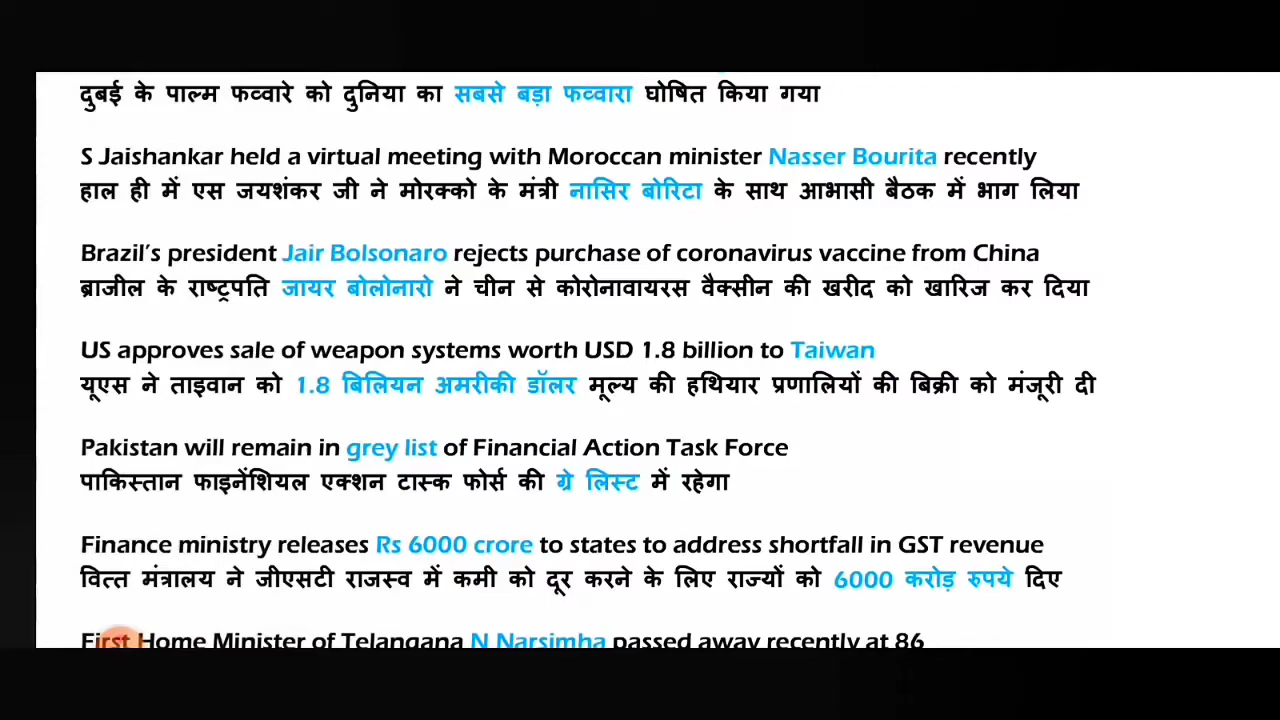 दुबई के पाल्म फव्वारे को दुनिया का सबसे बड़ा फव्वारा घोषित किया गया
S Jaishankar held a virtual meeting with Moroccan minister Nasser Bourita recently
हाल ही में एस जयशंकर जी ने मोरक्को के मंत्री नासिर बोरिटा के साथ आभासी बैठक में भाग लिया
Brazil's president Jair Bolsonaro rejects purchase of coronavirus vaccine from China
ब्राजील के राष्ट्रपति जायर बोलोनारो ने चीन से कोरोनावायरस वैक्सीन की खरीद को खारिज कर दिया
US approves sale of weapon systems worth USD 1.8 billion to Taiwan
यूएस ने ताइवान को 1.8 बिलियन अमरीकी डॉलर मूल्य की हथियार प्रणालियों की बिक्री को मंजूरी दी
Pakistan will remain in grey list of Financial Action Task Force
पाकिस्तान फाइनेंशियल एक्शन टास्क फोर्स की ग्रे लिस्ट में रहेगा
Finance ministry releases Rs 6000 crore to states to address shortfall in GST revenue
वित्त मंत्रालय ने जीएसटी राजस्व में कमी को दूर करने के लिए राज्यों को 6000 करोड़ रुपये दिए
First Home Minister of Telangana N Narsimha passed away recently at 86